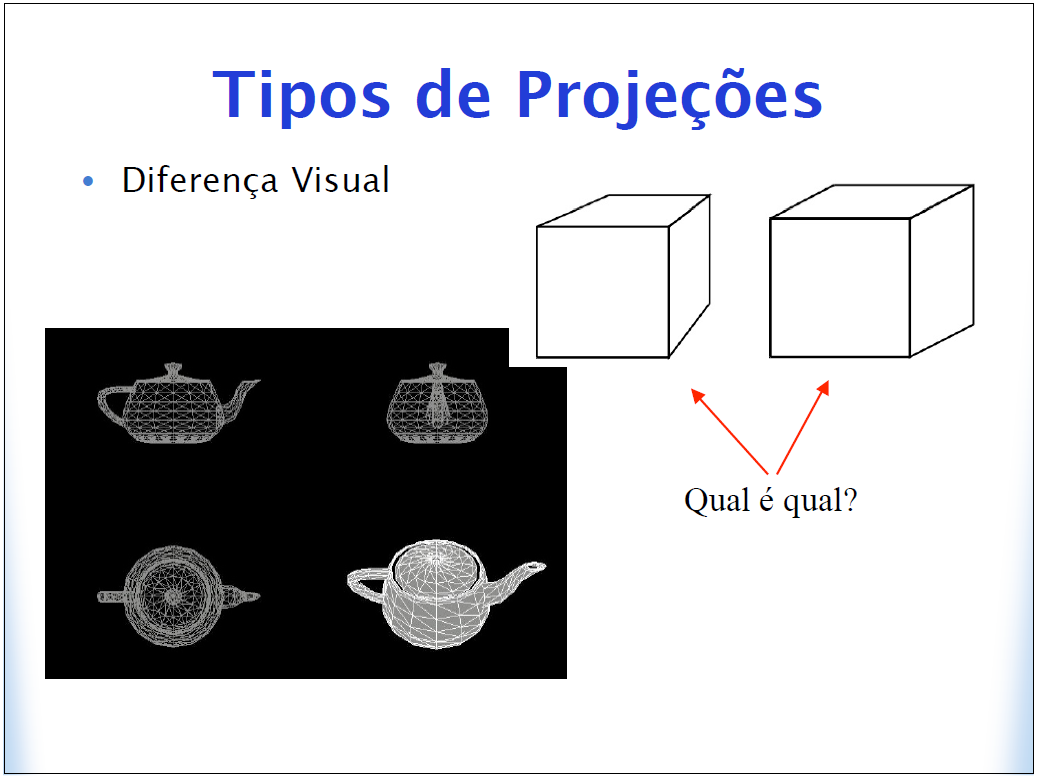 Tipos de Projeções
• Diferença Visual
Qual é qual?